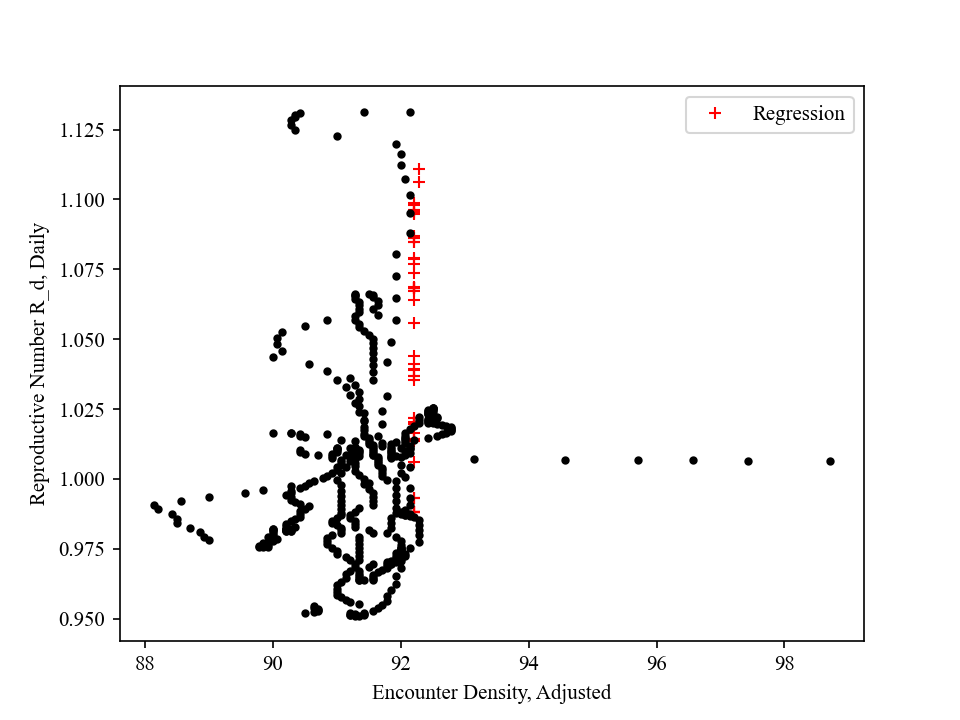 Regression
1.125
1.100
1.075
1.050
1.025
1.000
0.975
0.950
Reproductive Number R_d, Daily
88 90 92 94 96 98
Encounter Density, Adjusted